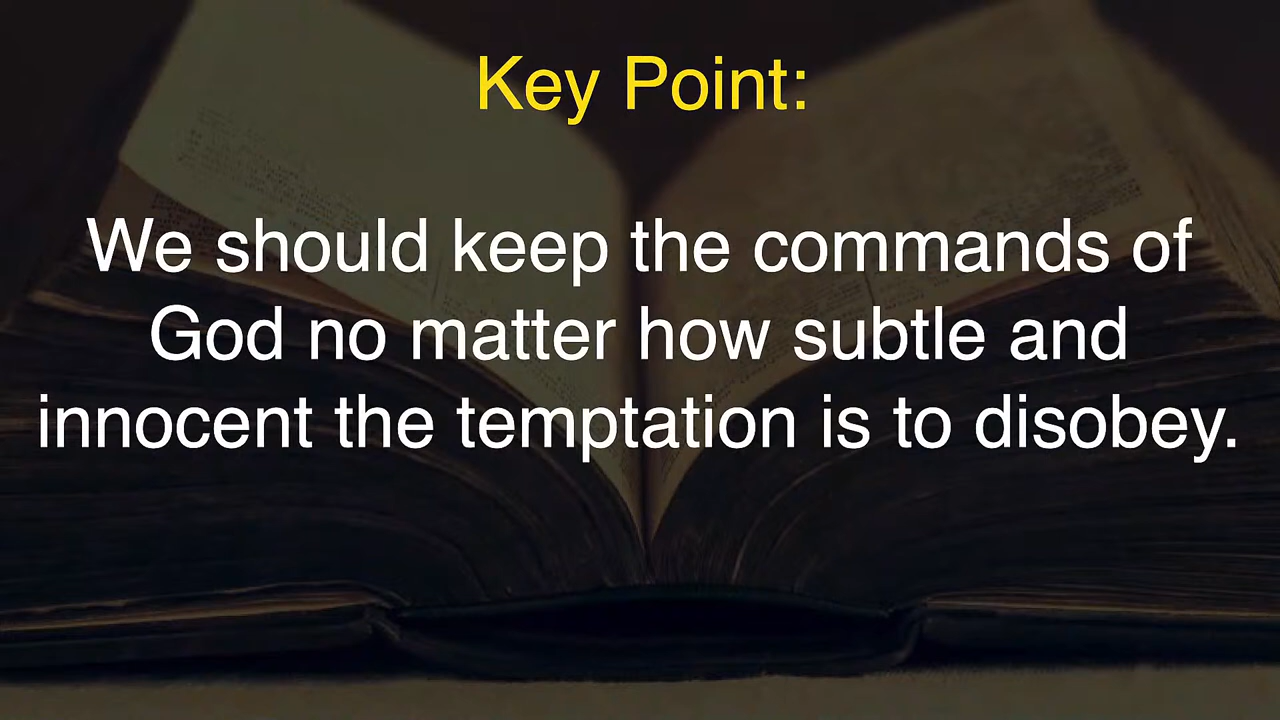 Key Point:
We should keep the commands of
God no matter how subtle and
innocent the temptation is to disobey.